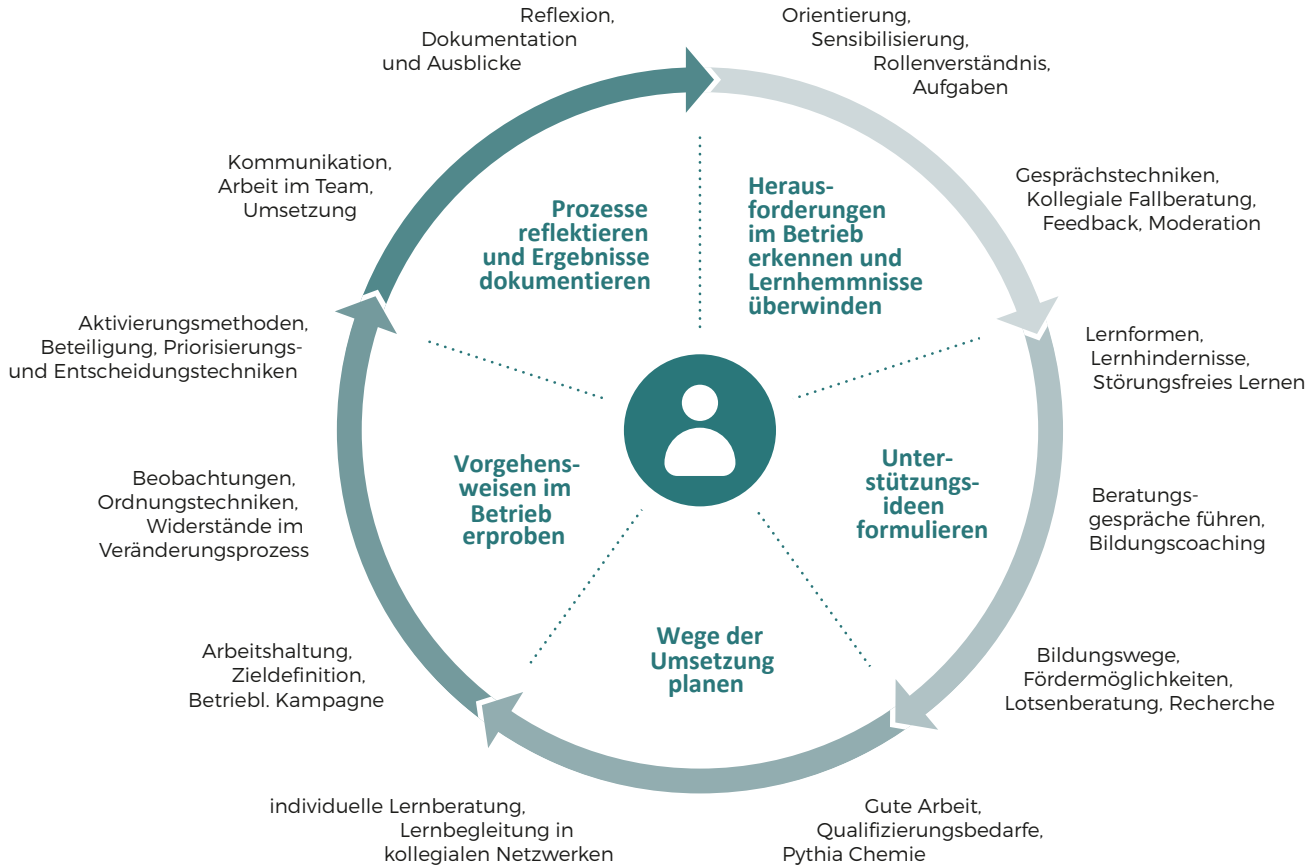 Reflexion,
Dokumentation
und Ausblicke
Orientierung,
Sensibilisierung,
Rollenverständnis,
Aufgaben
Kommunikation,
Arbeit im Team,
Umsetzung
Gesprächstechniken,
Kollegiale Fallberatung,
Feedback, Moderation
Prozesse
reflektieren
und Ergebnisse
dokumentieren
Heraus-
forderungen
im Betrieb
erkennen und
Lernhemmnisse
überwinden
Aktivierungsmethoden,
Beteiligung, Priorisierungs-
und Entscheidungstechniken
Lernformen,
Lernhindernisse,
Störungsfreies Lernen
Vorgehens-
weisen im
Betrieb
erproben
Unter-
stützungs-
ideen
formulieren
Beobachtungen,
Ordnungstechniken,
Widerstände im
Veränderungsprozess
Beratungs-
gespräche führen,
Bildungscoaching
Wege der
Umsetzung
planen
Arbeitshaltung,
Zieldefinition,
Betriebl. Kampagne
Bildungswege,
Fördermöglichkeiten,
Lotsenberatung, Recherche
individuelle Lernberatung,
Lernbegleitung in
kollegialen Netzwerken
Gute Arbeit,
Qualifizierungsbedarfe,
Pythia Chemie